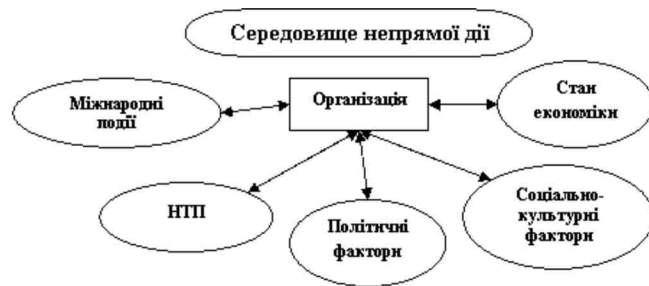 Середовище непрямої дії
Міжнародні
події
Організація
Стан
економіки
НТП
Політичні
фактори
Соціально-
культурні
фактори